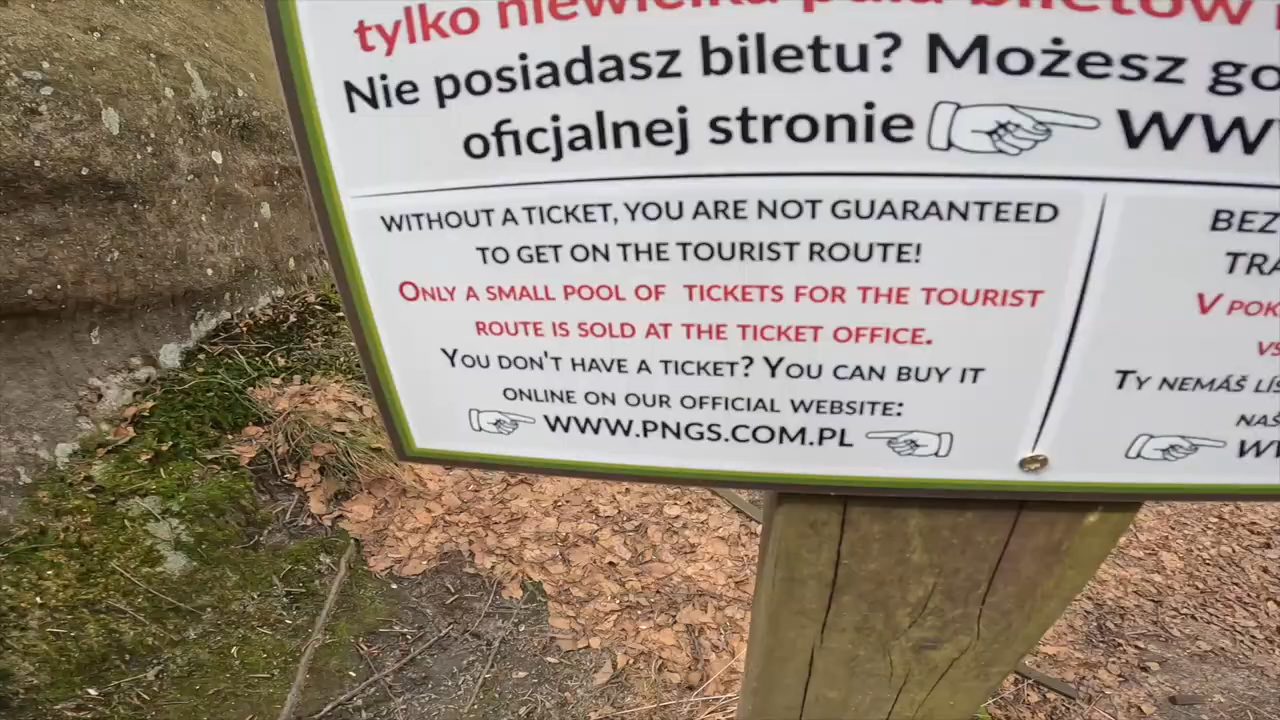 tylko niewielka pula biletów
Nie posiadasz biletu? Możesz go
oficjalnej stronie WW
WITHOUT A TICKET, YOU ARE NOT GUARANTEED
TO GET ON THE TOURIST ROUTE!
ONLY A SMALL POOL OF TICKETS FOR THE TOURIST
ROUTE IS SOLD AT THE TICKET OFFICE.
YOU DON'T HAVE A TICKET? YOU CAN BUY IT
ONLINE ON OUR OFFICIAL WEBSITE:
WWW.PNGS.COM.PL
BEZ
TRA
V POK
VS
TY NEMÁŠ LÍS
NAŠ
W